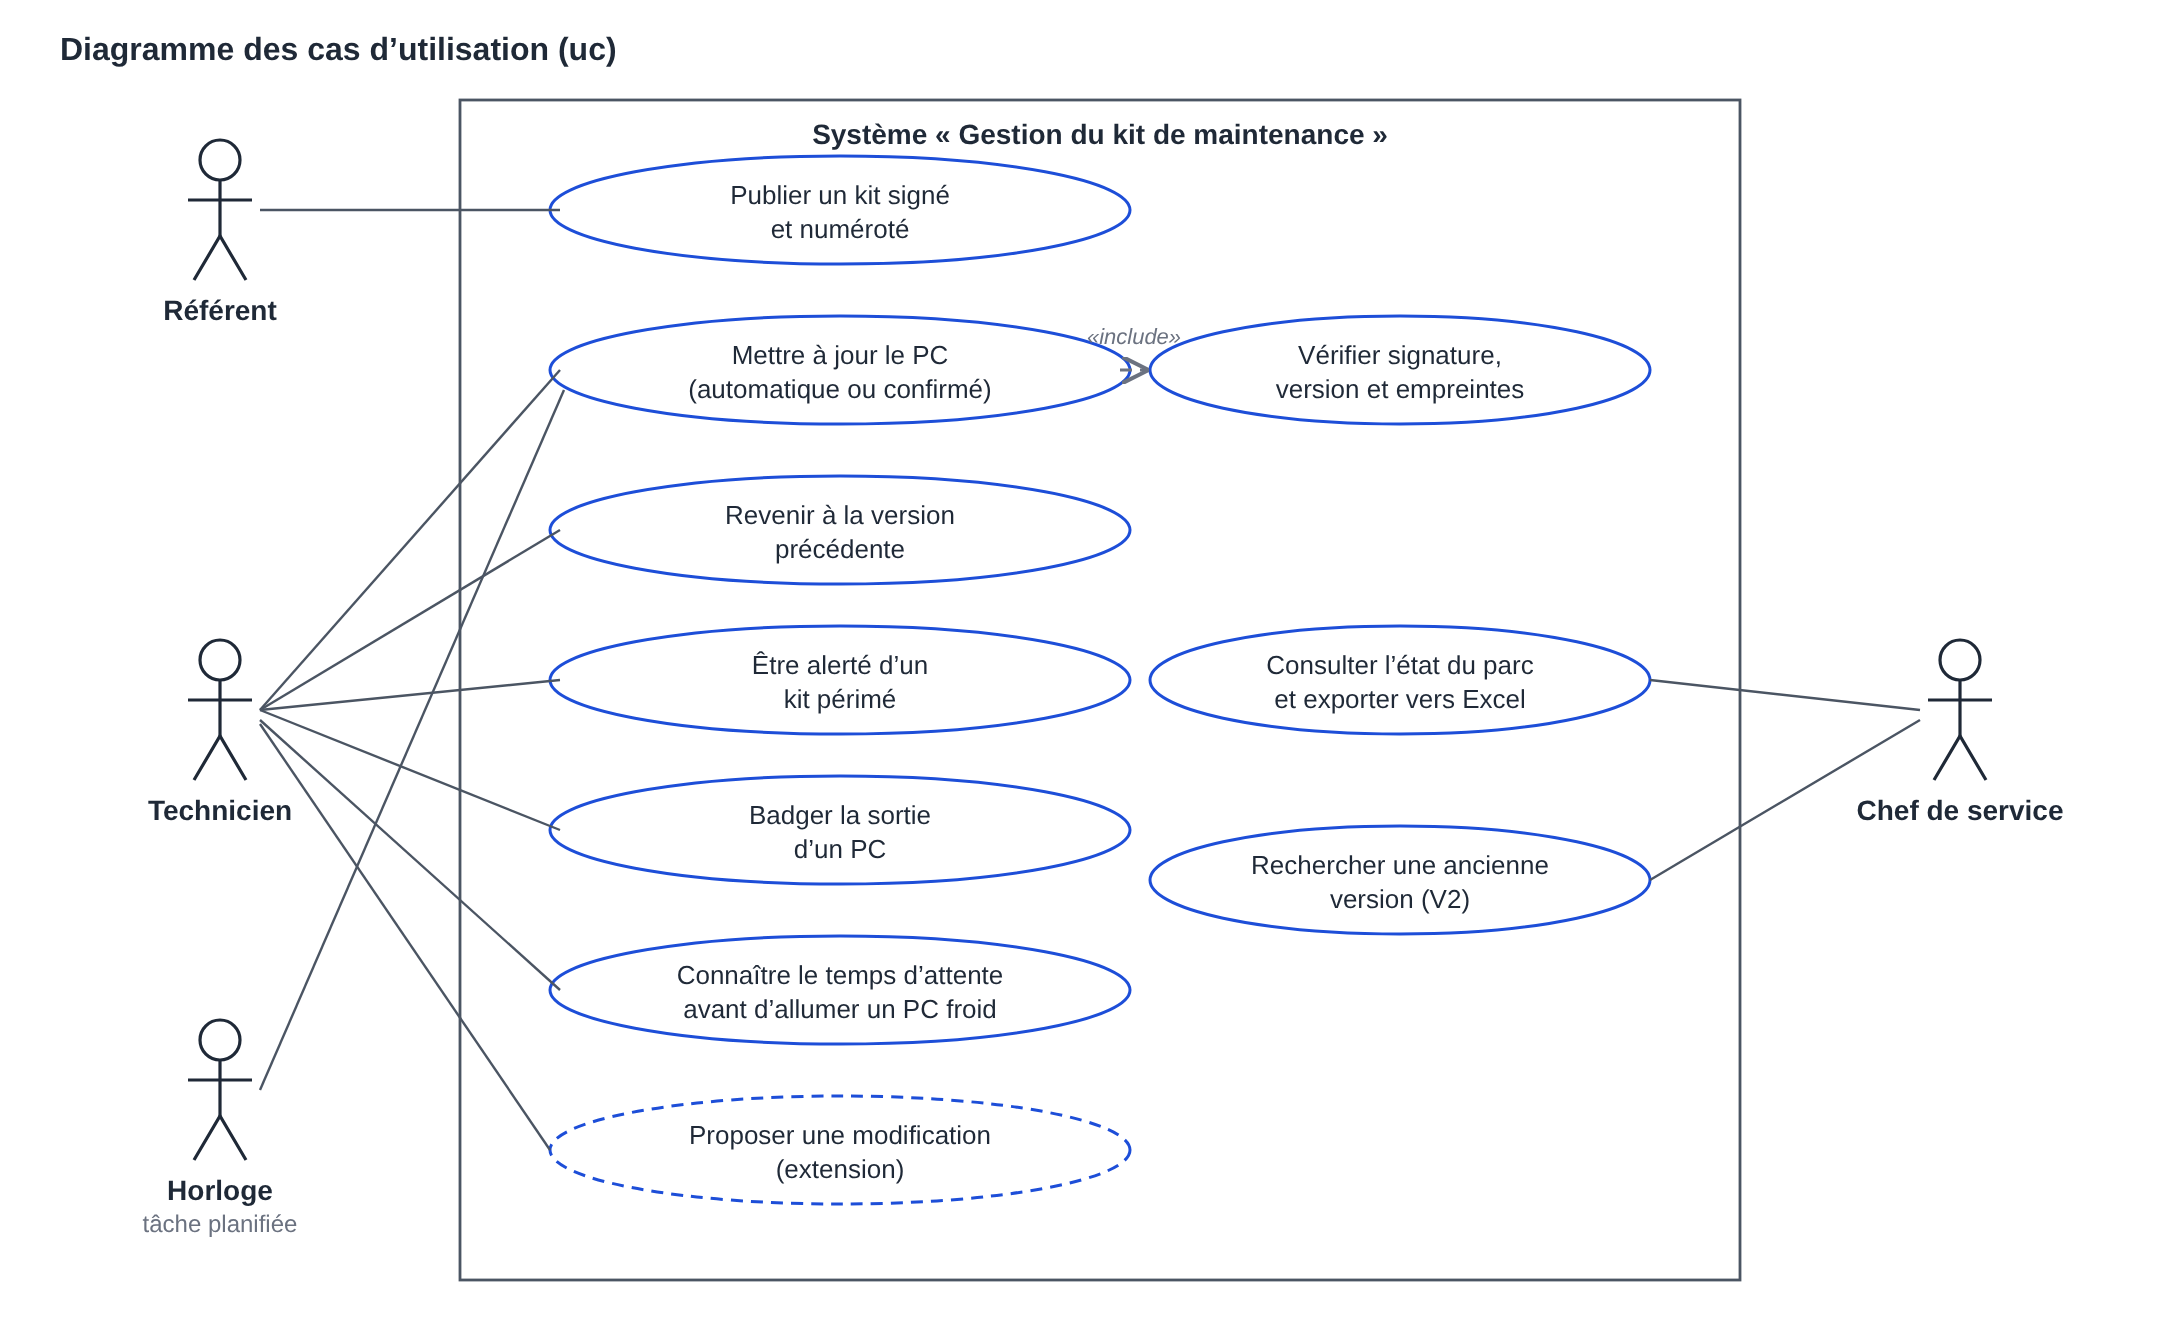 Diagramme des cas d’utilisation (uc)
Système « Gestion du kit de maintenance »
Publier un kit signé
et numéroté
Référent
«include»
Mettre à jour le PC
(automatique ou confirmé)
Vérifier signature,
version et empreintes
Revenir à la version
précédente
Être alerté d’un
kit périmé
Consulter l’état du parc
et exporter vers Excel
Technicien
Chef de service
Badger la sortie
d’un PC
Rechercher une ancienne
version (V2)
Connaître le temps d’attente
avant d’allumer un PC froid
Proposer une modification
(extension)
Horloge
tâche planifiée